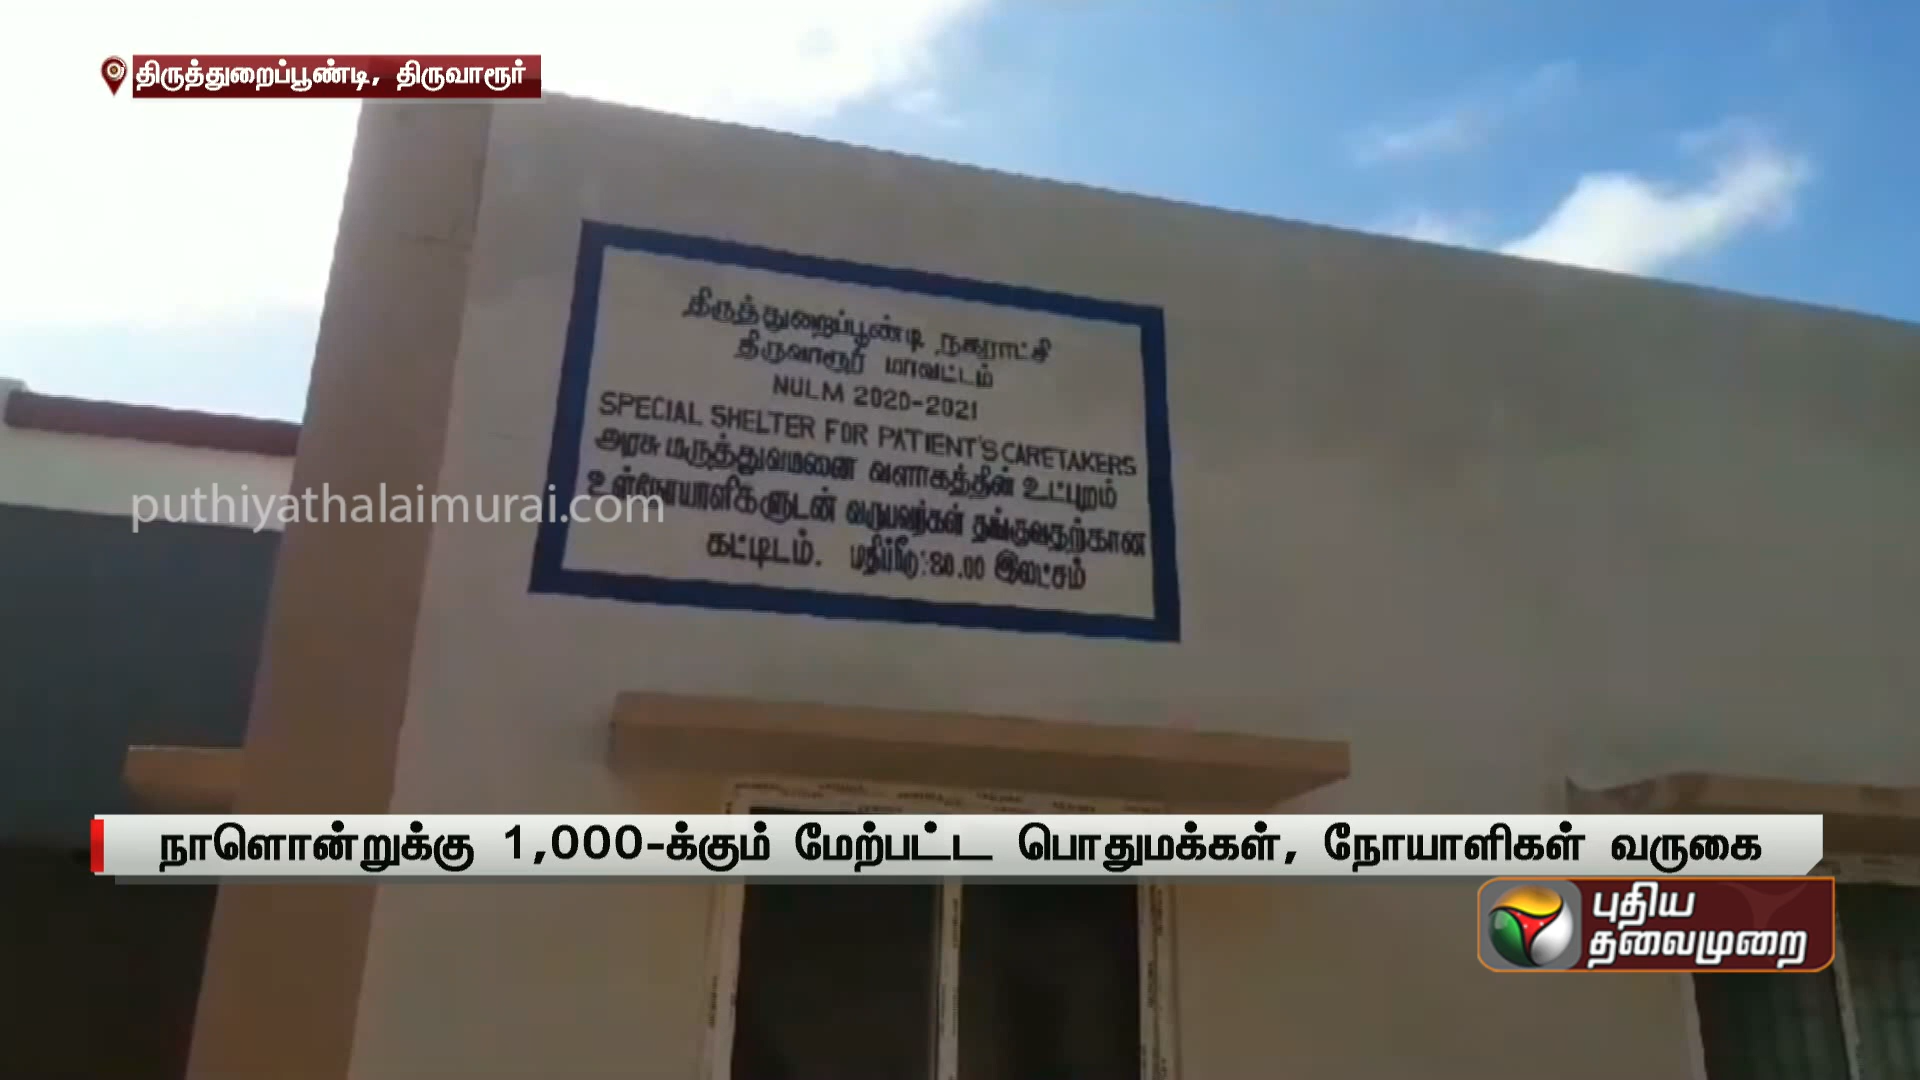 திருத்துறைப்பூண்டி, திருவாரூர்
திருத்துறைப்பூண்டி நகராட்சி
திருவாரூர் மாவட்டம்
NULM 2020-2021
SPECIAL SHELTER FOR PATIENT'S CARETAKERS
அரசு மருத்துவமனை வளாகத்தின் உட்புறம்
உள்நோயாளிகளுடன் வருபவர்கள் தங்குவதற்கான
கட்டிடம். மதிப்பீடு:80.00 இலட்சம்
puthiyathalaimurai.com
நாளொன்றுக்கு 1,000-க்கும் மேற்பட்ட பொதுமக்கள், நோயாளிகள் வருகை
புதிய
தலைமுறை